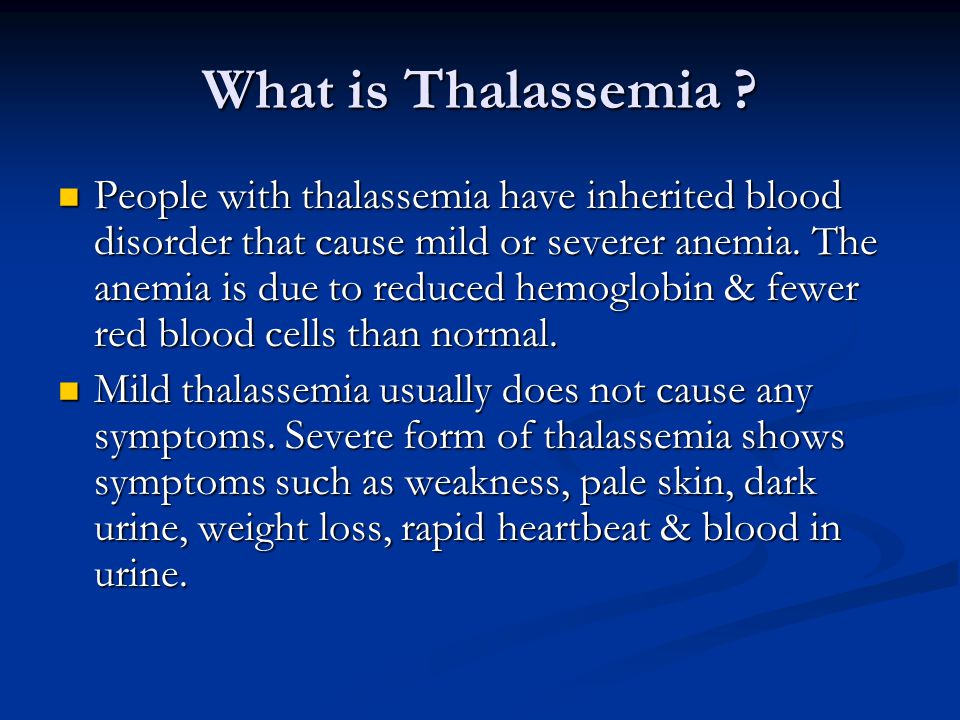 What is Thalassemia ?
People with thalassemia have inherited blood
disorder that cause mild or severer anemia. The
anemia is due to reduced hemoglobin & fewer
red blood cells than normal.
Mild thalassemia usually does not cause any
symptoms. Severe form of thalassemia shows
symptoms such as weakness, pale skin, dark
urine, weight loss, rapid heartbeat & blood in
urine.